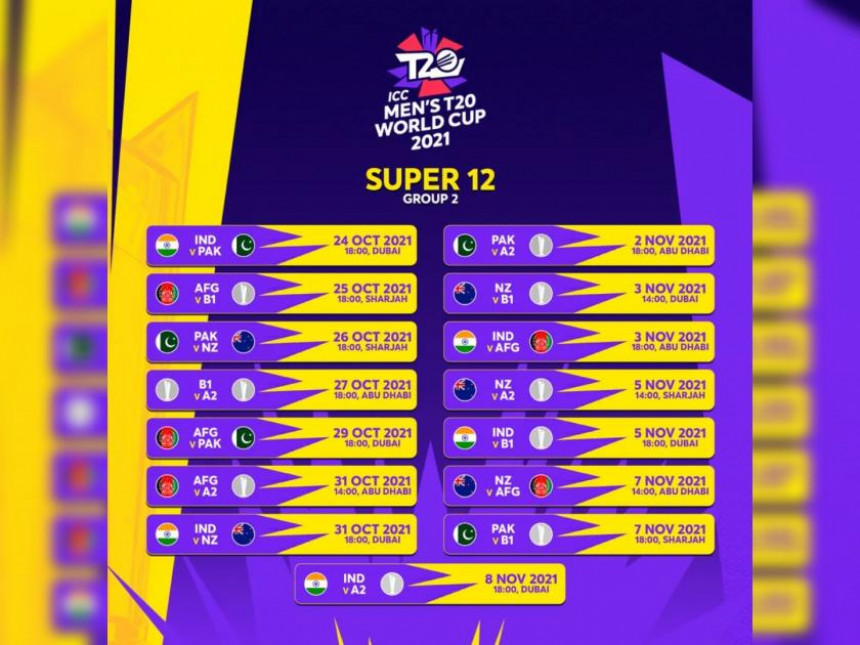 T20
ICC
MEN'S T20
WORLD CUP
2021
SUPER 12
GROUP 2
IND
v PAK
24 OCT 2021
18:00, DUBAI
AFG
v B1
25 OCT 2021
18:00, SHARJAH
PAK
v NZ
26 OCT 2021
18:00, SHARJAH
B1
v A2
27 OCT 2021
18:00, ABU DHABI
AFG
v PAK
29 OCT 2021
18:00, DUBAI
AFG
v A2
31 OCT 2021
14:00, ABU DHABI
IND
v NZ
31 OCT 2021
18:00, DUBAI
PAK
v A2
2 NOV 2021
18:00, ABU DHABI
NZ
v B1
3 NOV 2021
14:00, DUBAI
IND
v AFG
3 NOV 2021
18:00, ABU DHABI
NZ
v A2
5 NOV 2021
14:00, SHARJAH
IND
v B1
5 NOV 2021
18:00, DUBAI
NZ
v AFG
7 NOV 2021
14:00, ABU DHABI
PAK
v B1
7 NOV 2021
18:00, SHARJAH
IND
v A2
8 NOV 2021
18:00, DUBAI